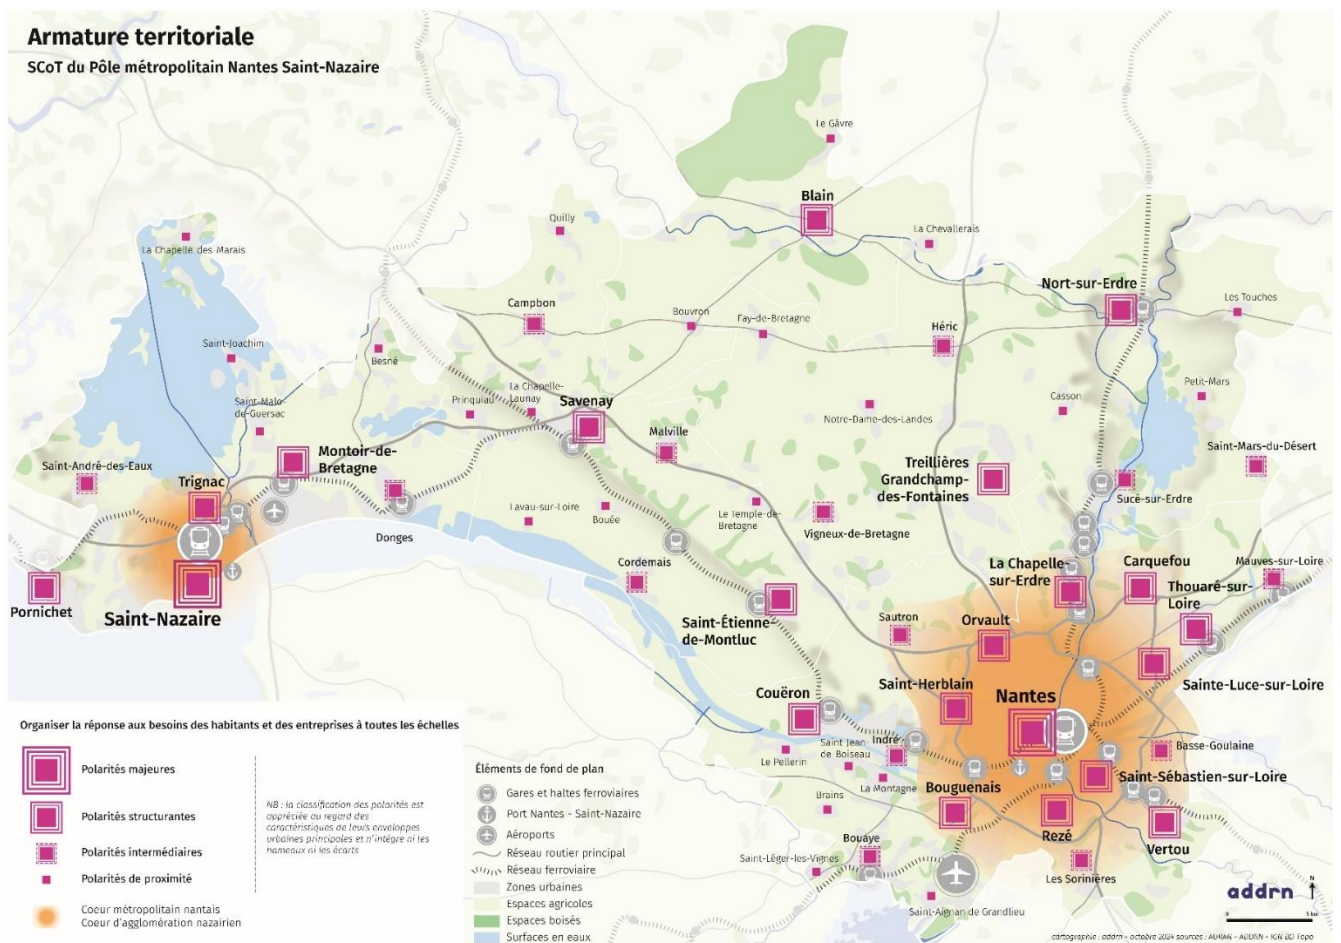 Armature territoriale
SCoT du Pôle métropolitain Nantes Saint-Nazaire
Le Gâvre
Blain
Quilly
La Chevallerais
La Chapelle des Marais
Nort-sur-Erdre
Les Touches
Campbon
Bouvron
Fay-de-Bretagne
Héric
Saint-Joachim
Besné
La Chapelle-
Launay
Prinquiau
Savenay
Petit-Mars
Casson
Notre-Dame-des-Landes
Saint-Malo-
de-Guersac
Malville
Saint-Mars-du-Désert
Montoir-de-
Bretagne
Saint-André-des-Eaux
Trignac
Treillières
Grandchamp-
des-Fontaines
Sucé-sur-Erdre
Lavau-sur-Loire
Bouée
Le Temple-de-
Bretagne
Vigneux-de-Bretagne
Donges
Cordemais
La Chapelle-
sur-Erdre
Carquefou
Mauves-sur-Loire
Thouaré-sur-
Loire
Pornichet
Saint-Nazaire
Saint-Étienne-
de-Montluc
Sautron
Orvault
Saint-Herblain
Sainte-Luce-sur-Loire
Couëron
Nantes
Basse-Goulaine
Indre
Saint Jean
de Boiseau
Le Pellerin
La Montagne
Saint-Sébastien-sur-Loire
Brains
Bouguenais
Rezé
Vertou
Bouaye
Saint-Léger-les-Vignes
Les Sorinières
Saint-Aignan de Grandlieu
Organiser la réponse aux besoins des habitants et des entreprises à toutes les échelles
Polarités majeures
Polarités structurantes
Polarités intermédiaires
Polarités de proximité
Coeur métropolitain nantais
Coeur d'agglomération nazairien
NB : la classification des polarités est
appréciée au regard des
caractéristiques de leurs enveloppes
urbaines principales et n'intègre ni les
hameaux ni les écarts
Éléments de fond de plan
Gares et haltes ferroviaires
Port Nantes - Saint-Nazaire
Aéroports
Réseau routier principal
Réseau ferroviaire
Zones urbaines
Espaces agricoles
Espaces boisés
Surfaces en eaux
addrn
N
0 5 km
cartographie : addrn - octobre 2024 sources : AURAN - ADDRN - IGN BD Topo